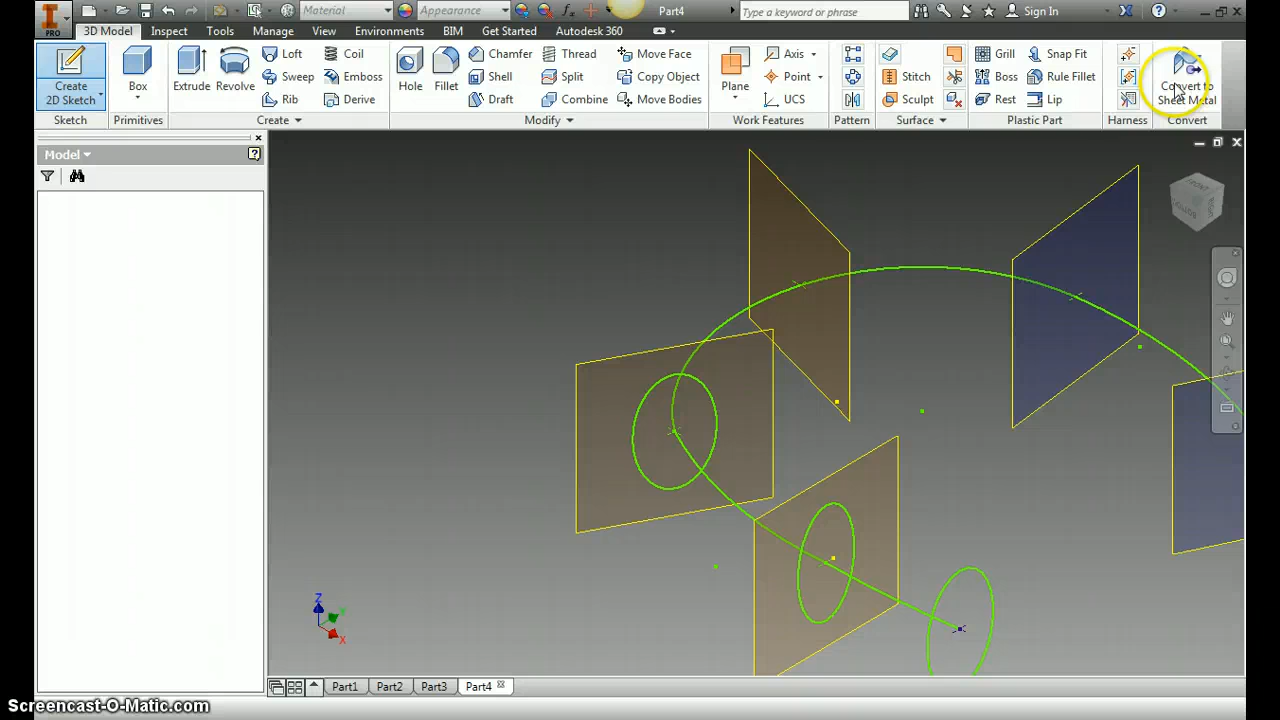 Material Appearance fx Part4 Type a keyword or phrase Sign In
PRO 3D Model Inspect Tools Manage View Environments BIM Get Started Autodesk 360
Loft Coil Chamfer Thread Move Face Axis Grill Snap Fit
Create 2D Sketch Box Extrude Revolve Sweep Emboss Hole Fillet Shell Split Copy Object Plane Point Stitch Boss Rule Fillet Convert to Sheet Metal
Rib Derive Draft Combine Move Bodies UCS Sculpt Rest Lip
Sketch Primitives Create Modify Work Features Pattern Surface Plastic Part Harness Convert
Model
Z
Y
X
Part1 Part2 Part3 Part4
Screencast-O-Matic.com